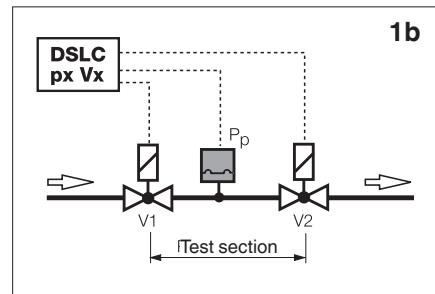 1b
DSLC
px Vx
Pp
V1
V2
Test section